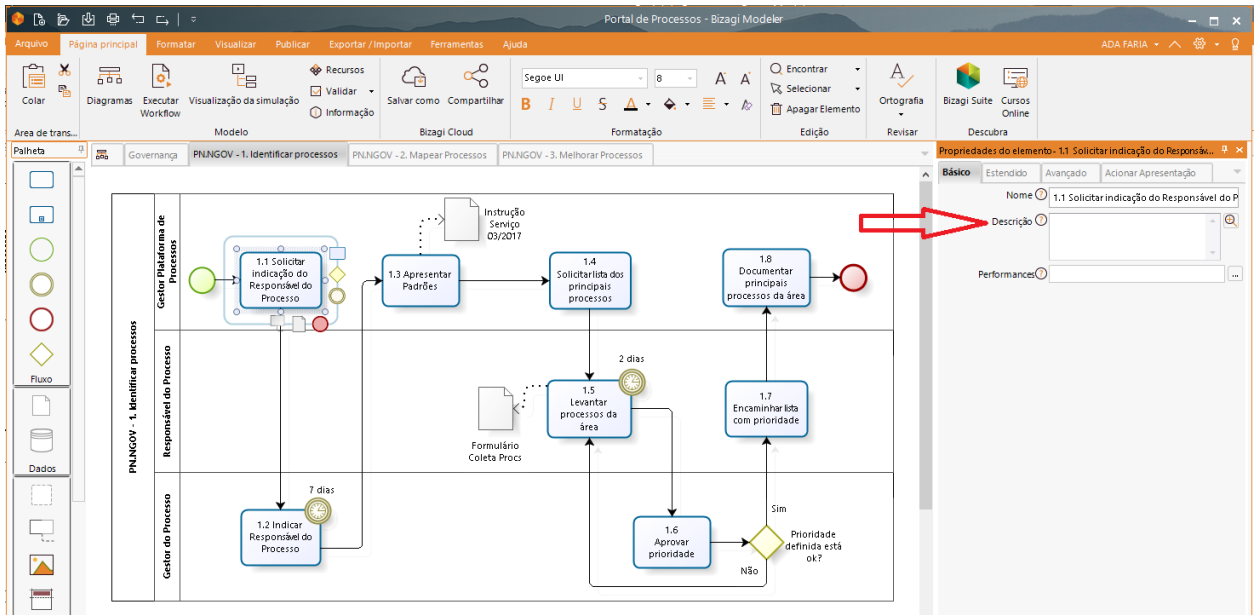 Portal de Processos - Bizagi Modeler
Arquivo Página principal Formatar Visualizar Publicar Exportar / Importar Ferramentas Ajuda ADA FARIA
Colar
Area de trans...
Diagramas
Executar
Workflow
Visualização da simulação
Recursos
Validar
Informação
Modelo
Salvar como
Compartilhar
Bizagi Cloud
Segoe UI 8 A A
B I U S A
Formatação
Encontrar
Selecionar
Apagar Elemento
Edição
Ortografia
Revisar
Bizagi Suite
Cursos
Online
Descubra
Palheta
Fluxo
Dados
Governança PN.NGOV - 1. Identificar processos PN.NGOV - 2. Mapear Processos PN.NGOV - 3. Melhorar Processos
PN.NGOV - 1. Identificar processos
Gestor Plataforma de
Processos
1.1 Solicitar
indicação do
Responsável do
Processo
Instrução
Serviço
03/2017
1.3 Apresentar
Padrões
1.4
Solicitar lista dos
principais
processos
1.8
Documentar
principais
processos da área
Responsável do Processo
2 dias
1.5
Levantar
processos da
área
Formulário
Coleta Procs
1.7
Encaminhar lista
com prioridade
Gestor do Processo
7 dias
1.2 Indicar
Responsável do
Processo
1.6
Aprovar
prioridade
Sim
Prioridade
definida está
ok?
Não
Propriedades do elemento- 1.1 Solicitar indicação do Responsáv...
Básico Estendido Avançado Acionar Apresentação
Nome ? 1.1 Solicitar indicação do Responsável do P
Descrição ?
Performances ? ...